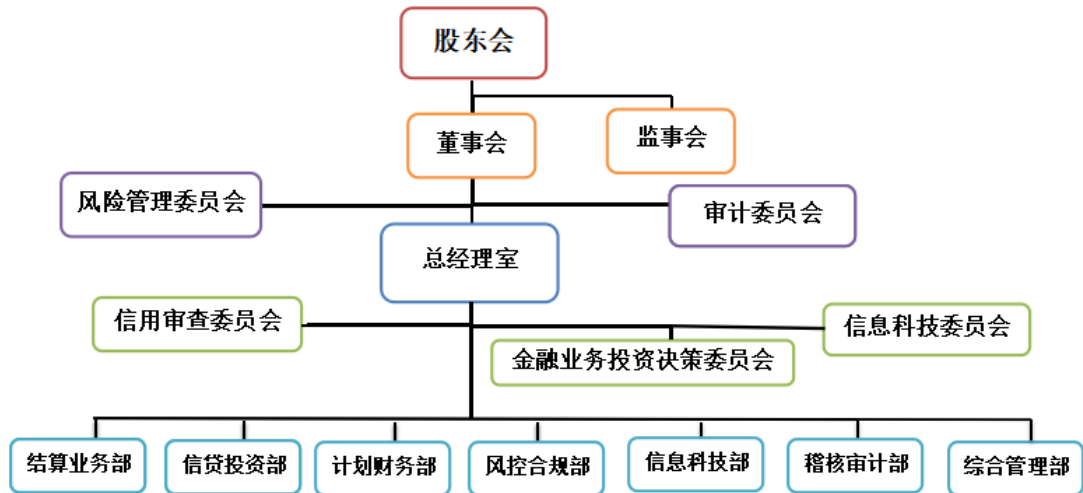 股东会
董事会
监事会
风险管理委员会
审计委员会
总经理室
信用审查委员会
信息科技委员会
金融业务投资决策委员会
结算业务部
信贷投资部
计划财务部
风控合规部
信息科技部
稽核审计部
综合管理部